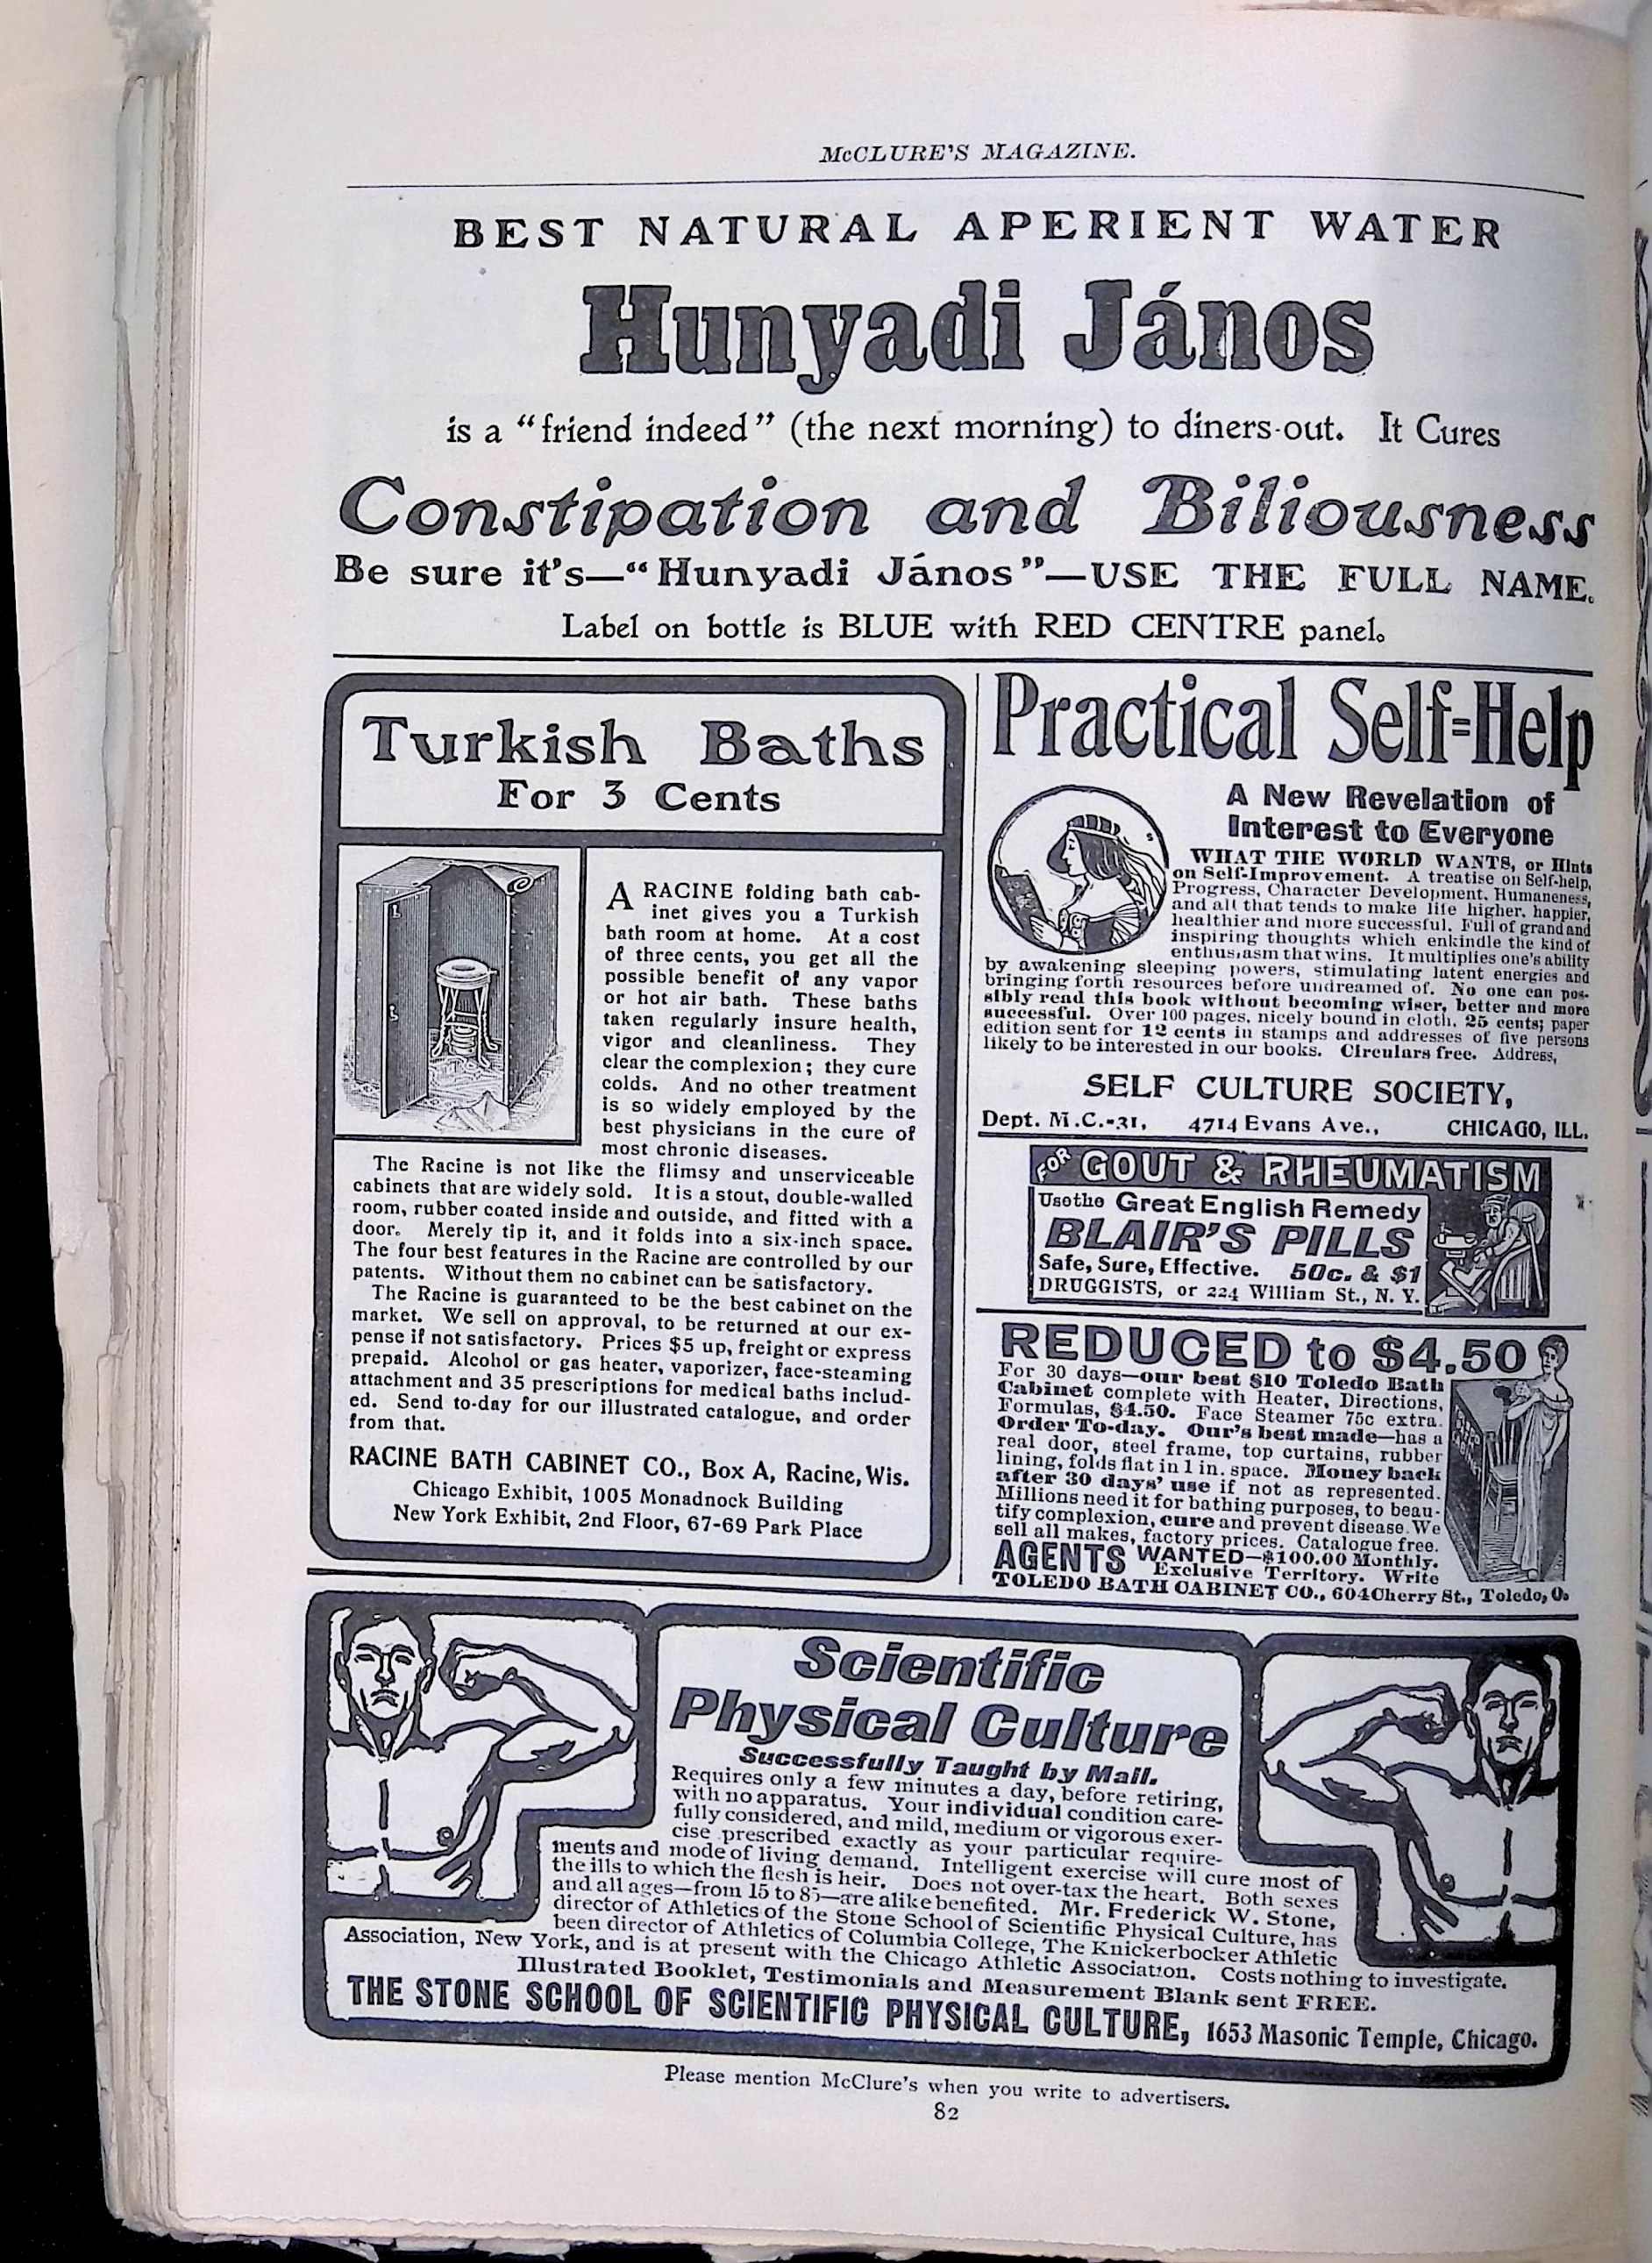 McCLURE'S MAGAZINE.
BEST NATURAL APERIENT WATER
Hunyadi János
is a “friend indeed” (the next morning) to diners-out. It Cures
Constipation and Biliousness
Be sure it's—“Hunyadi János”—USE THE FULL NAME.
Label on bottle is BLUE with RED CENTRE panel.
Turkish Baths
For 3 Cents
A RACINE folding bath cab-
inet gives you a Turkish
bath room at home. At a cost
of three cents, you get all the
possible benefit of any vapor
or hot air bath. These baths
taken regularly insure health,
vigor and cleanliness. They
clear the complexion; they cure
colds. And no other treatment
is so widely employed by the
best physicians in the cure of
most chronic diseases.
The Racine is not like the flimsy and unserviceable
cabinets that are widely sold. It is a stout, double-walled
room, rubber coated inside and outside, and fitted with a
door. Merely tip it, and it folds into a six-inch space.
The four best features in the Racine are controlled by our
patents. Without them no cabinet can be satisfactory.
The Racine is guaranteed to be the best cabinet on the
market. We sell on approval, to be returned at our ex-
pense if not satisfactory. Prices $5 up, freight or express
prepaid. Alcohol or gas heater, vaporizer, face-steaming
attachment and 35 prescriptions for medical baths includ-
ed. Send to-day for our illustrated catalogue, and order
from that.
RACINE BATH CABINET CO., Box A, Racine, Wis.
Chicago Exhibit, 1005 Monadnock Building
New York Exhibit, 2nd Floor, 67-69 Park Place
Practical Self-Help
A New Revelation of
Interest to Everyone
WHAT THE WORLD WANTS, or Hints
on Self-Improvement. A treatise on Self-help,
Progress, Character Development, Humaneness,
and all that tends to make life higher, happier,
healthier and more successful. Full of grand and
inspiring thoughts which enkindle the kind of
enthusiasm that wins. It multiplies one's ability
by awakening sleeping powers, stimulating latent energies and
bringing forth resources before undreamed of. No one can pos-
sibly read this book without becoming wiser, better and more
successful. Over 100 pages, nicely bound in cloth, 25 cents; paper
edition sent for 12 cents in stamps and addresses of five persons
likely to be interested in our books. Circulars free. Address,
SELF CULTURE SOCIETY,
Dept. M.C.-31, 4714 Evans Ave., CHICAGO, ILL.
FOR GOUT & RHEUMATISM
Use the Great English Remedy
BLAIR'S PILLS
Safe, Sure, Effective. 50c. & $1
DRUGGISTS, or 224 William St., N. Y.
REDUCED to $4.50
For 30 days—our best $10 Toledo Bath
Cabinet complete with Heater, Directions,
Formulas, $4.50. Face Steamer 75c extra.
Order To-day. Our's best made—has a
real door, steel frame, top curtains, rubber
lining, folds flat in 1 in. space. Money back
after 30 days' use if not as represented.
Millions need it for bathing purposes, to beau-
tify complexion, cure and prevent disease. We
sell all makes, factory prices. Catalogue free.
AGENTS WANTED—$100.00 Monthly.
Exclusive Territory. Write
TOLEDO BATH CABINET CO., 604 Cherry St., Toledo, O.
Scientific
Physical Culture
Successfully Taught by Mail.
Requires only a few minutes a day, before retiring,
with no apparatus. Your individual condition care-
fully considered, and mild, medium or vigorous exer-
cise prescribed exactly as your particular require-
ments and mode of living demand. Intelligent exercise will cure most of
the ills to which the flesh is heir. Does not over-tax the heart. Both sexes
and all ages—from 15 to 85—are alike benefited. Mr. Frederick W. Stone,
director of Athletics of the Stone School of Scientific Physical Culture, has
been director of Athletics of Columbia College, The Knickerbocker Athletic
Association, New York, and is at present with the Chicago Athletic Association. Costs nothing to investigate.
Illustrated Booklet, Testimonials and Measurement Blank sent FREE.
THE STONE SCHOOL OF SCIENTIFIC PHYSICAL CULTURE, 1653 Masonic Temple, Chicago.
Please mention McClure's when you write to advertisers.
82